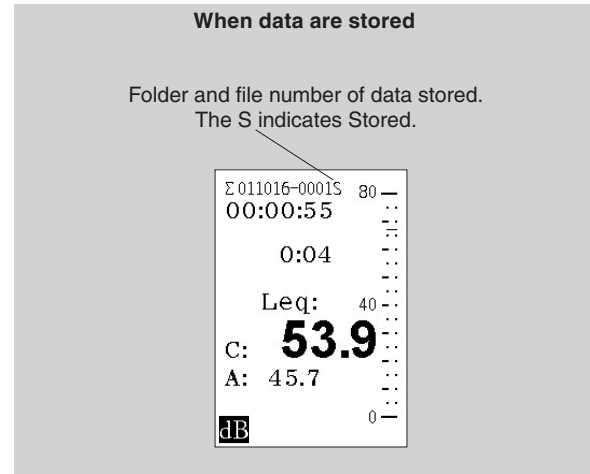 When data are stored
Folder and file number of data stored.
The S indicates Stored.
Σ 011016-0001S 80
00:00:55
0:04
Leq: 40
C: 53.9
A: 45.7
0
dB